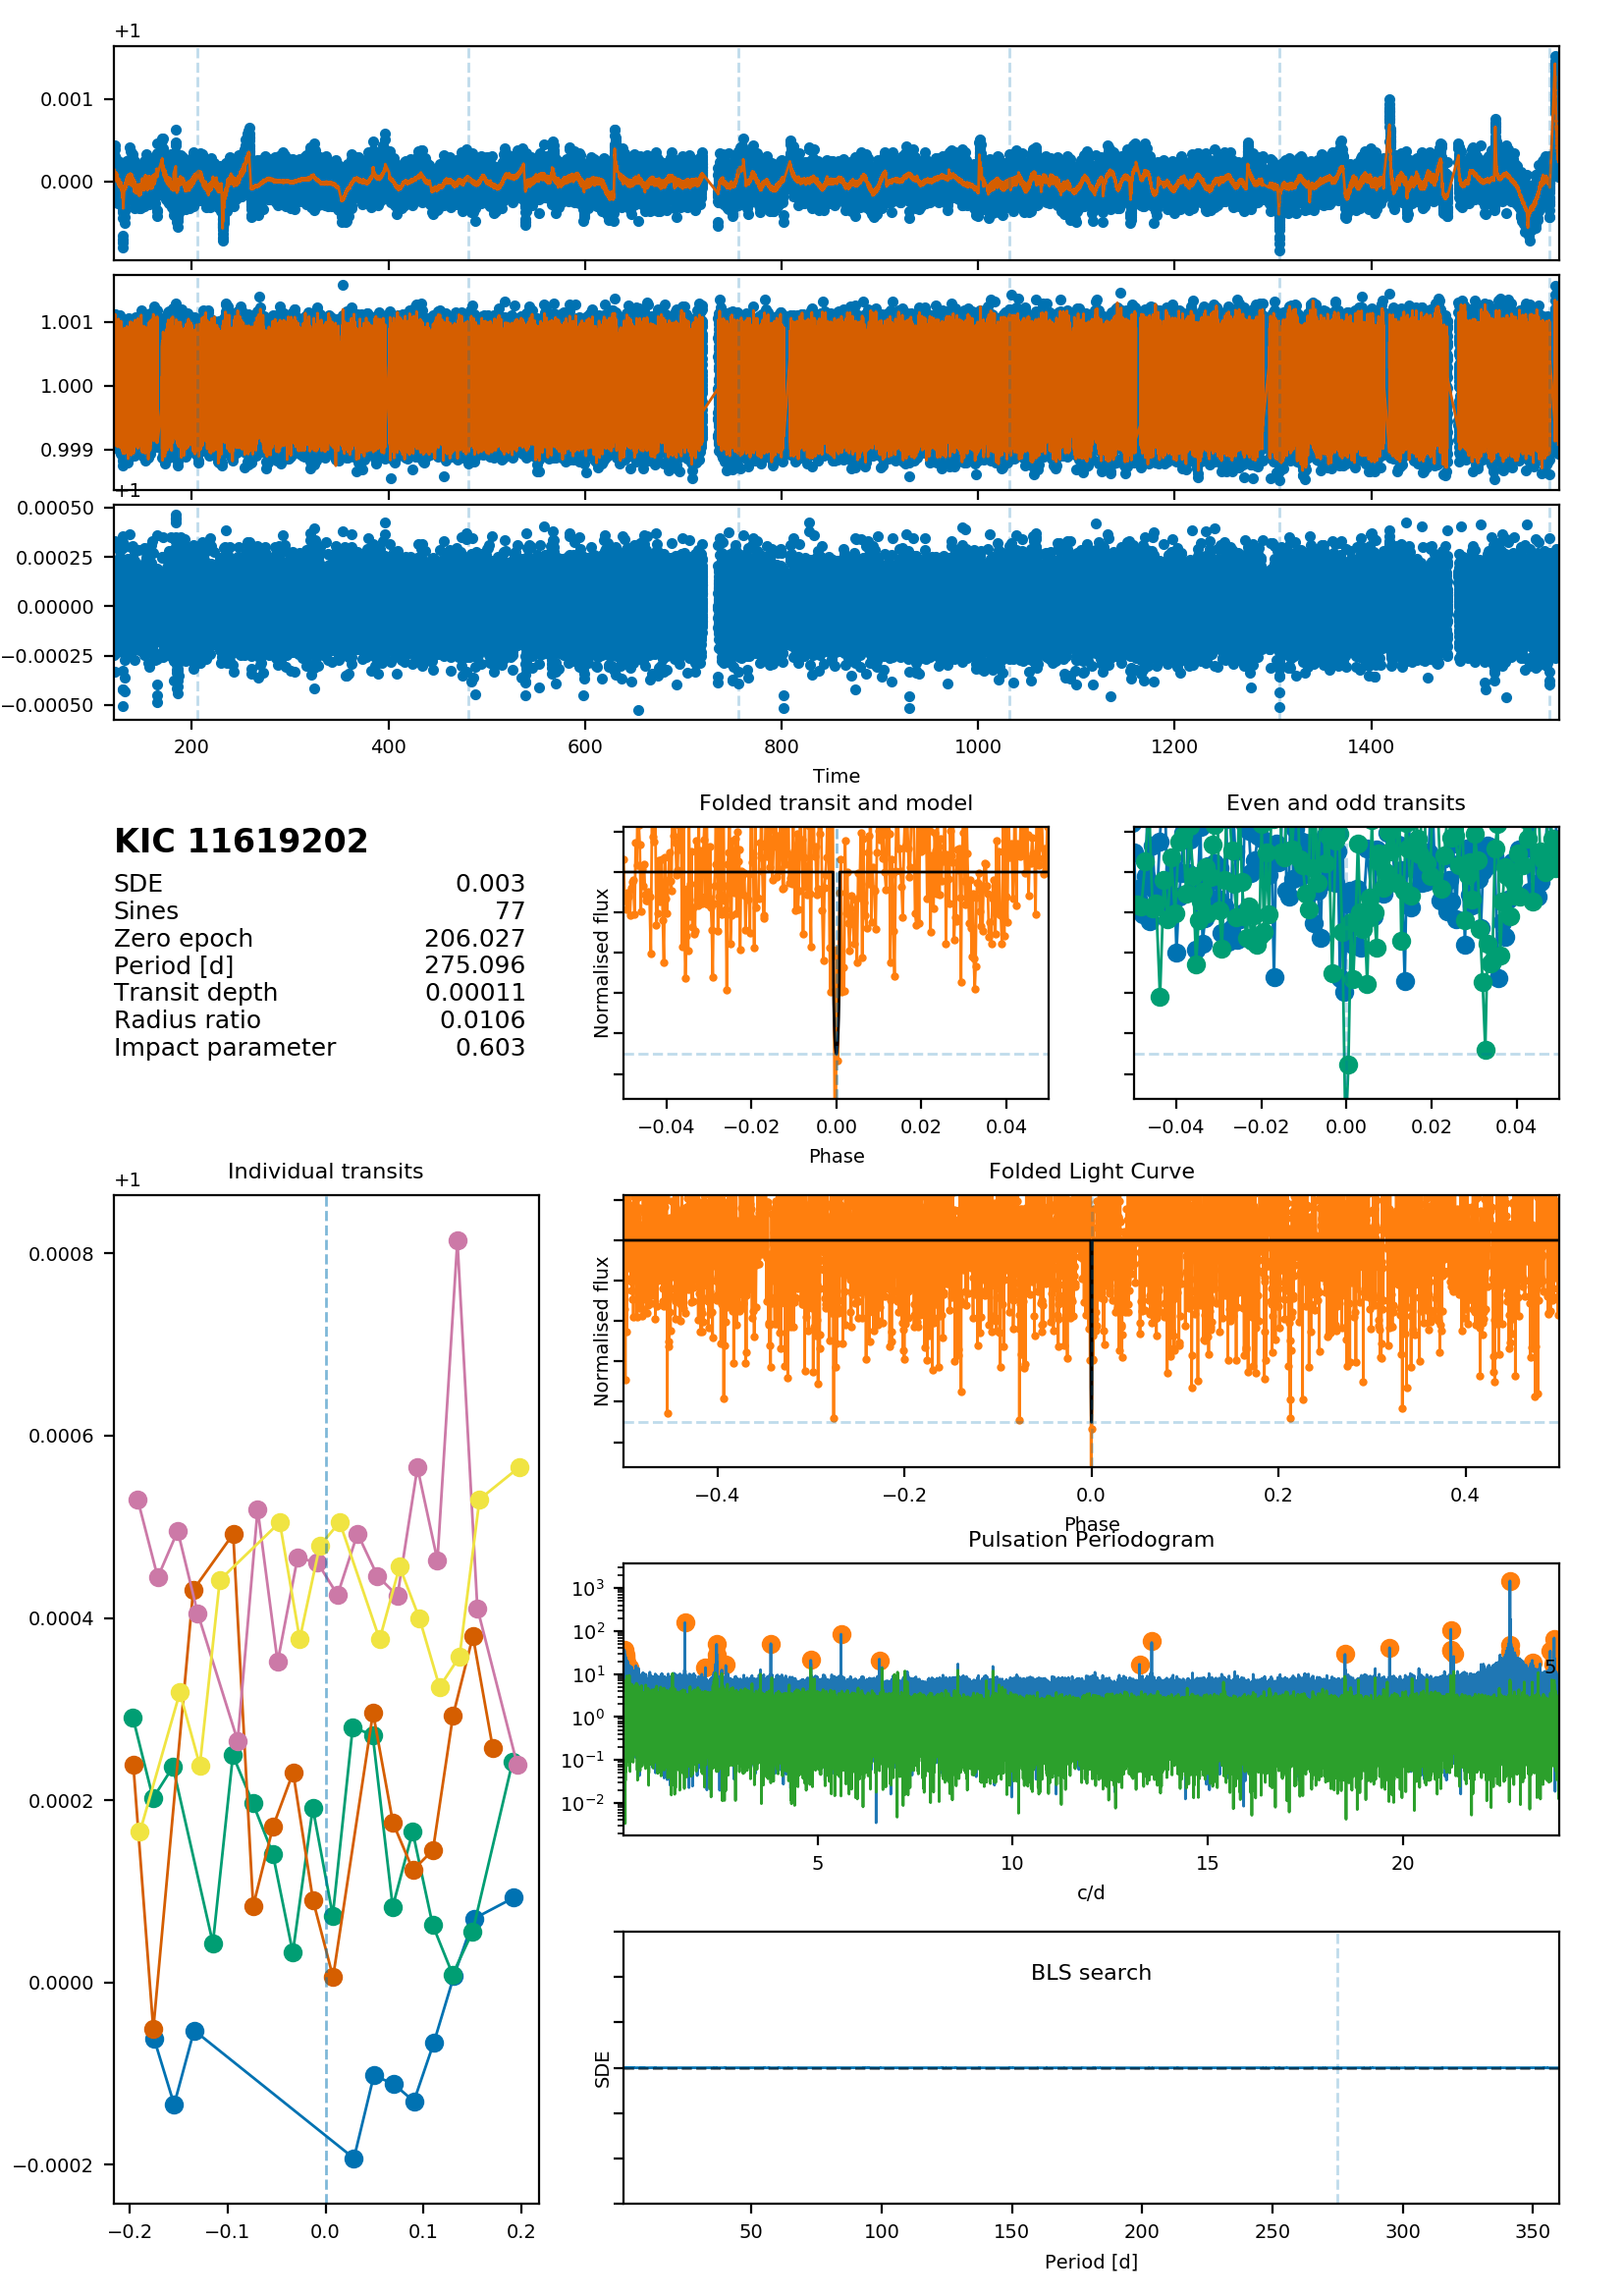 +1
0.001
0.000
1.001
1.000
0.999
+1
0.00050
0.00025
0.00000
−0.00025
−0.00050
200 400 600 800 1000 1200 1400
Time
KIC 11619202
SDE 0.003
Sines 77
Zero epoch 206.027
Period [d] 275.096
Transit depth 0.00011
Radius ratio 0.0106
Impact parameter 0.603
Folded transit and model
Normalised flux
−0.04 −0.02 0.00 0.02 0.04
Phase
Even and odd transits
−0.04 −0.02 0.00 0.02 0.04
Individual transits
+1
0.0008
0.0006
0.0004
0.0002
0.0000
−0.0002
−0.2 −0.1 0.0 0.1 0.2
Folded Light Curve
Normalised flux
−0.4 −0.2 0.0 0.2 0.4
Phase
Pulsation Periodogram
10³
10²
10¹
10⁰
10⁻¹
10⁻²
5
5 10 15 20
c/d
BLS search
SDE
50 100 150 200 250 300 350
Period [d]